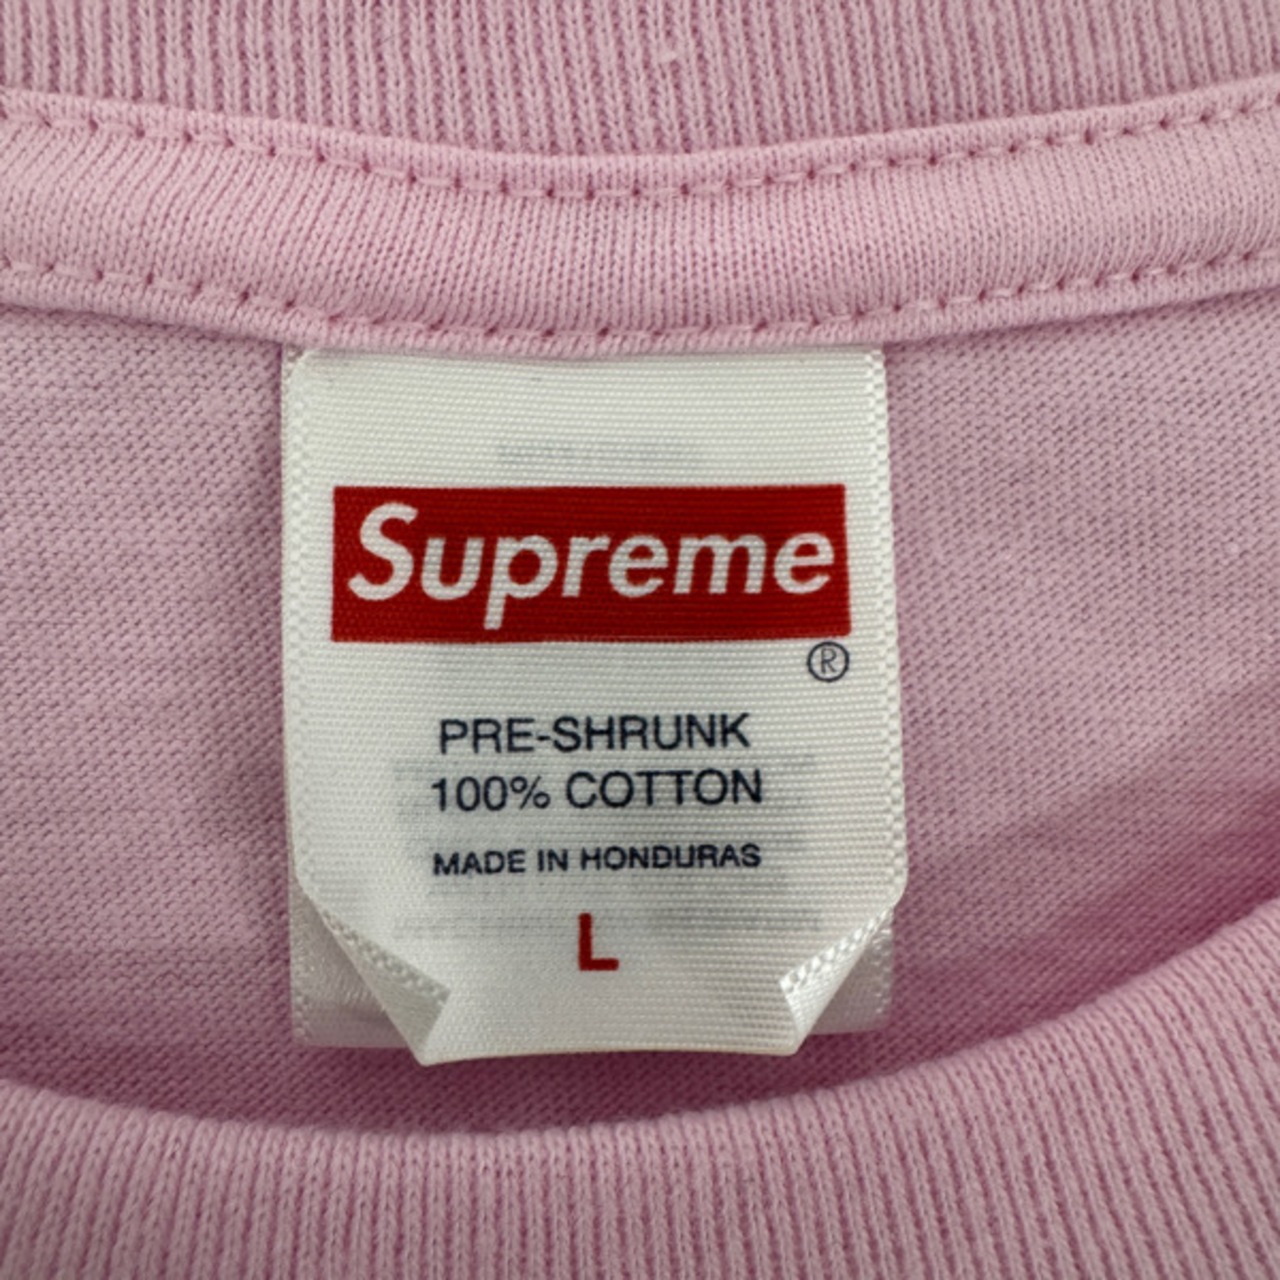 Supreme
®
PRE-SHRUNK
100% COTTON
MADE IN HONDURAS
L